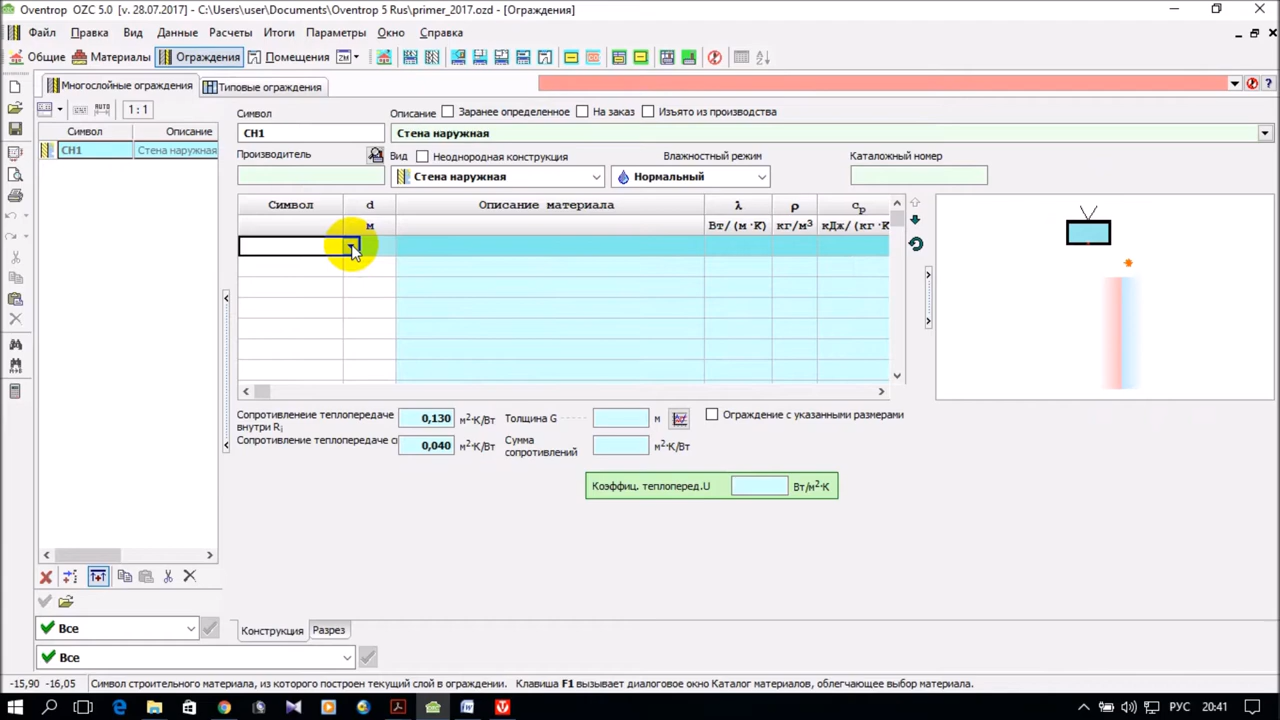 Oventrop OZC 5.0 [v. 28.07.2017] - C:\Users\user\Documents\Oventrop 5 Rus\primer_2017.ozd - [Ограждения]
Файл Правка Вид Данные Расчеты Итоги Параметры Окно Справка
Общие Материалы Ограждения Помещения ZM
Многослойные ограждения Типовые ограждения
AUTO 1:1
Символ Описание
СН1 Стена наружная
Символ Описание Заранее определенное На заказ Изъято из производства
СН1 Стена наружная
Производитель Вид Неоднородная конструкция Влажностный режим Каталожный номер
Стена наружная Нормальный
Символ d Описание материала λ ρ cp
м Вт/(м·К) кг/м³ кДж/(кг·К
Сопротивлениение теплопередаче внутри Ri 0,130 м²·К/Вт Толщина G м Ограждение с указанными размерами
Сопротивление теплопередаче с 0,040 м²·К/Вт Сумма сопротивлений м²·К/Вт
Коэффиц. теплоперед.U Вт/м²·К
Все
Конструкция Разрез
Все
-15,90 -16,05 Символ строительного материала, из которого построен текущий слой в ограждении. Клавиша F1 вызывает диалоговое окно Каталог материалов, облегчающее выбор материала.
РУС 20:41